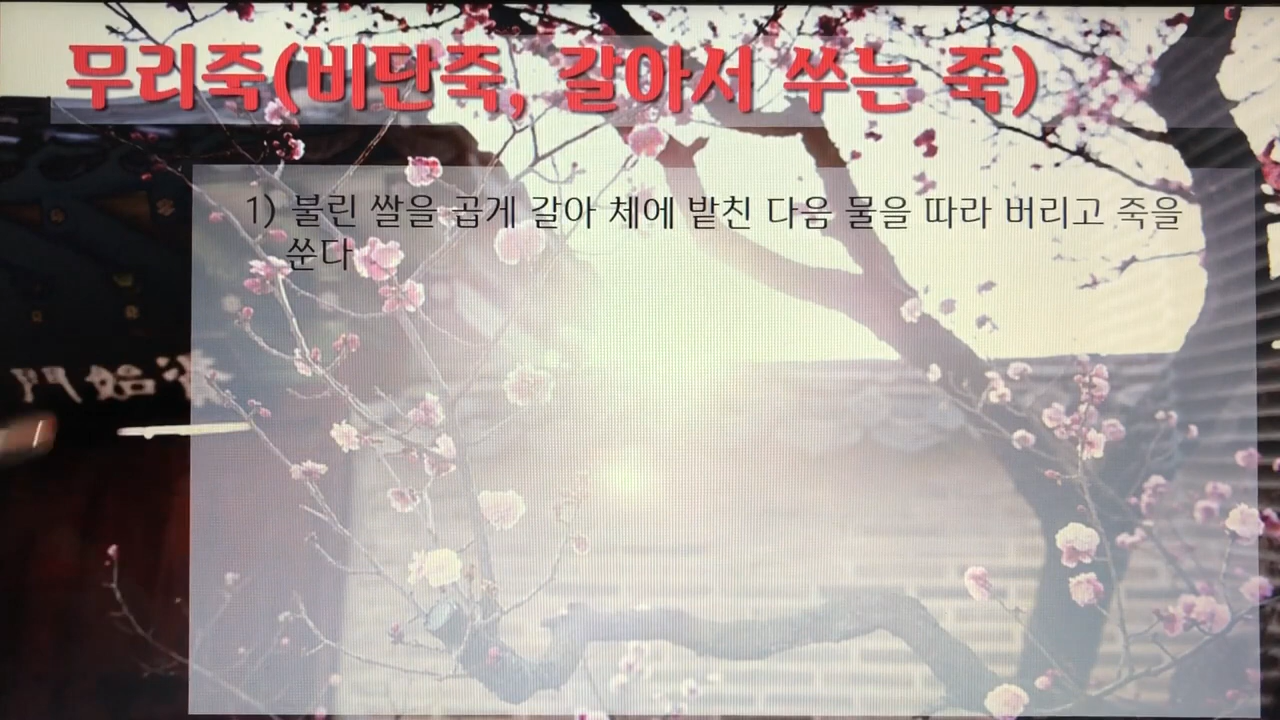 무리죽(비단죽, 갈아서 쑤는 죽)
1) 불린 쌀을 곱게 갈아 체에 밭친 다음 물을 따라 버리고 죽을
쑨다